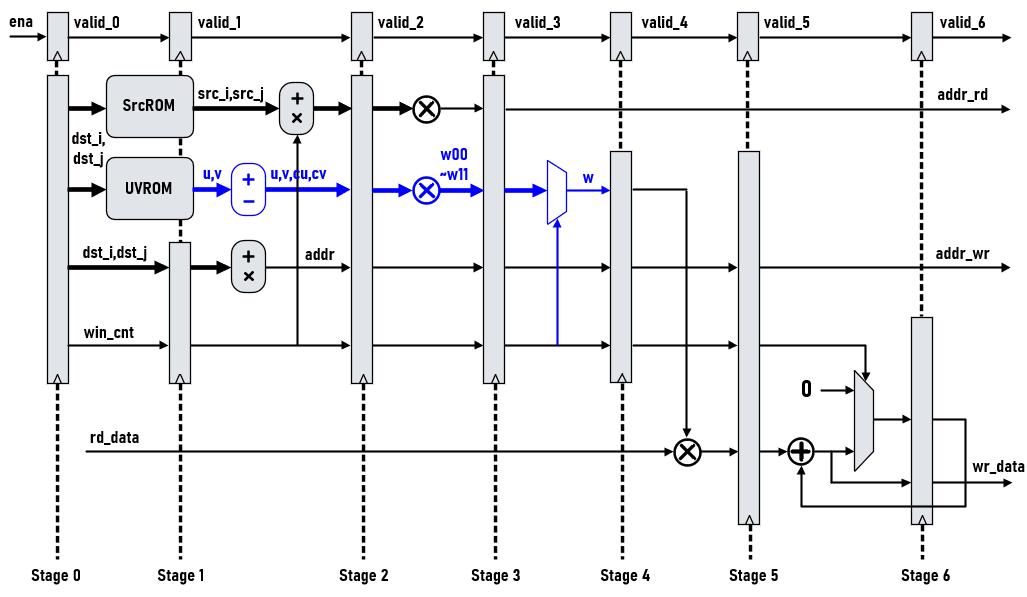 ena
valid_0
valid_1
valid_2
valid_3
valid_4
valid_5
valid_6
SrcROM
src_i,src_j
+
×
addr_rd
dst_i,
dst_j
UVROM
u,v
+
−
u,v,cu,cv
w00
~w11
w
dst_i,dst_j
+
×
addr
addr_wr
win_cnt
0
rd_data
wr_data
Stage 0
Stage 1
Stage 2
Stage 3
Stage 4
Stage 5
Stage 6